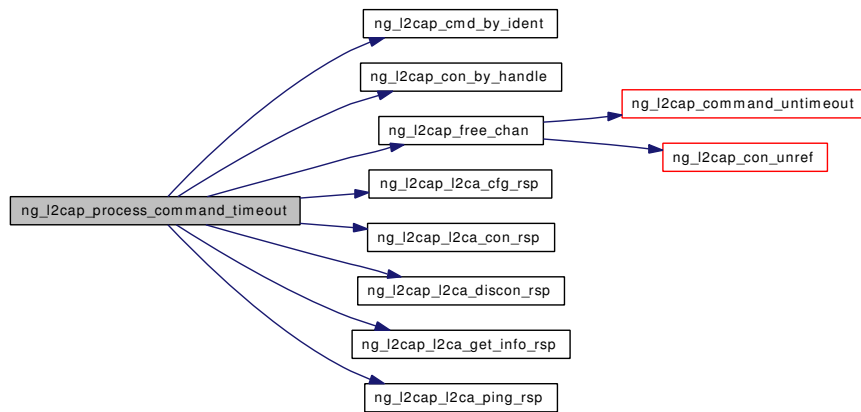 ng_l2cap_cmd_by_ident
ng_l2cap_con_by_handle
ng_l2cap_command_untimeout
ng_l2cap_free_chan
ng_l2cap_con_unref
ng_l2cap_l2ca_cfg_rsp
ng_l2cap_process_command_timeout
ng_l2cap_l2ca_con_rsp
ng_l2cap_l2ca_discon_rsp
ng_l2cap_l2ca_get_info_rsp
ng_l2cap_l2ca_ping_rsp